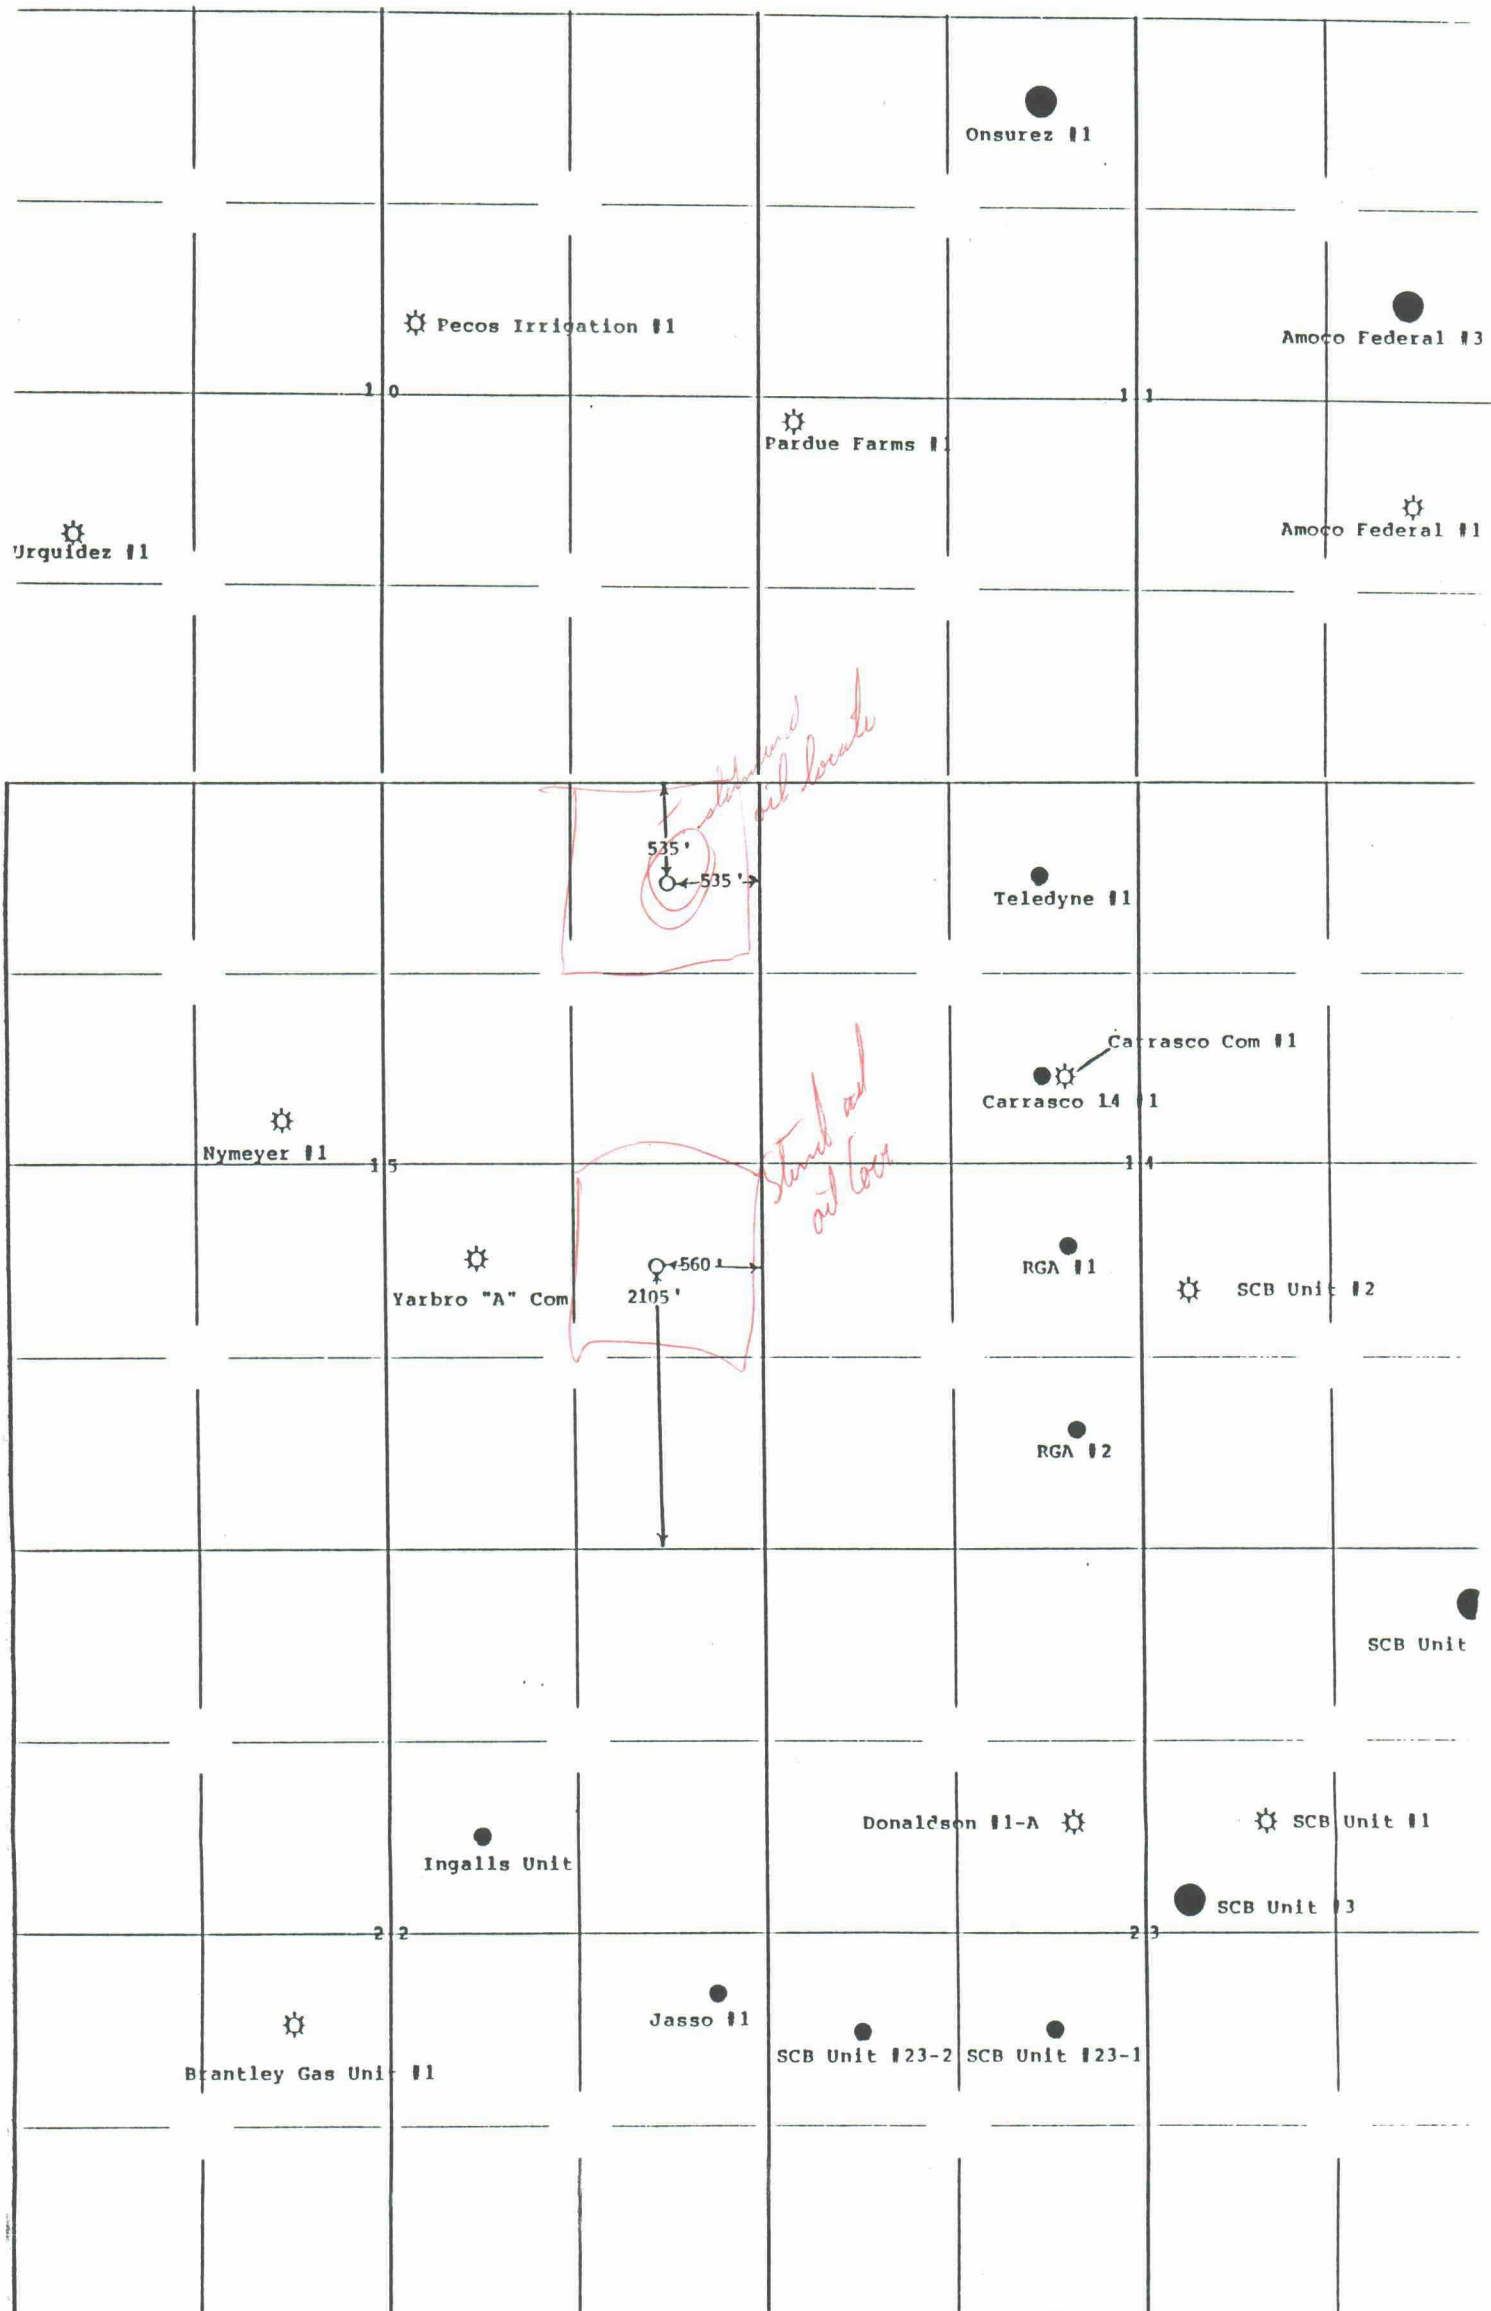 Onsurez #1
Pecos Irrigation #1
Amoco Federal #3
10
11
Pardue Farms #1
Urquidez #1
Amoco Federal #1
oil locate
535'
535'
Teledyne #1
Carrasco Com #1
Carrasco 14 #1
Nymeyer #1
15
14
oil
RGA #1
560'
SCB Unit #2
Yarbro "A" Com
2105'
RGA #2
SCB Unit
Donaldson #1-A
SCB Unit #1
Ingalls Unit
SCB Unit #3
22
23
Jasso #1
SCB Unit #23-2
SCB Unit #23-1
Brantley Gas Unit #1